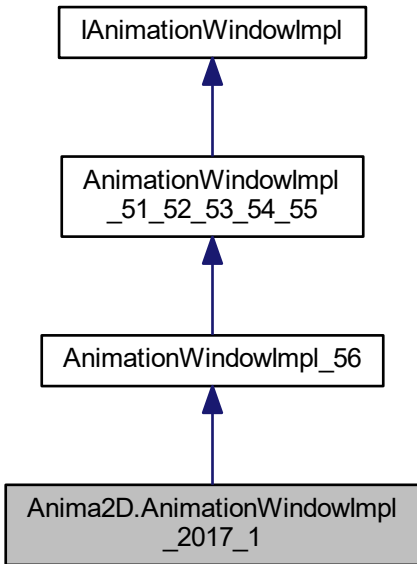 IAnimationWindowImpl
AnimationWindowImpl
_51_52_53_54_55
AnimationWindowImpl_56
Anima2D.AnimationWindowImpl
_2017_1